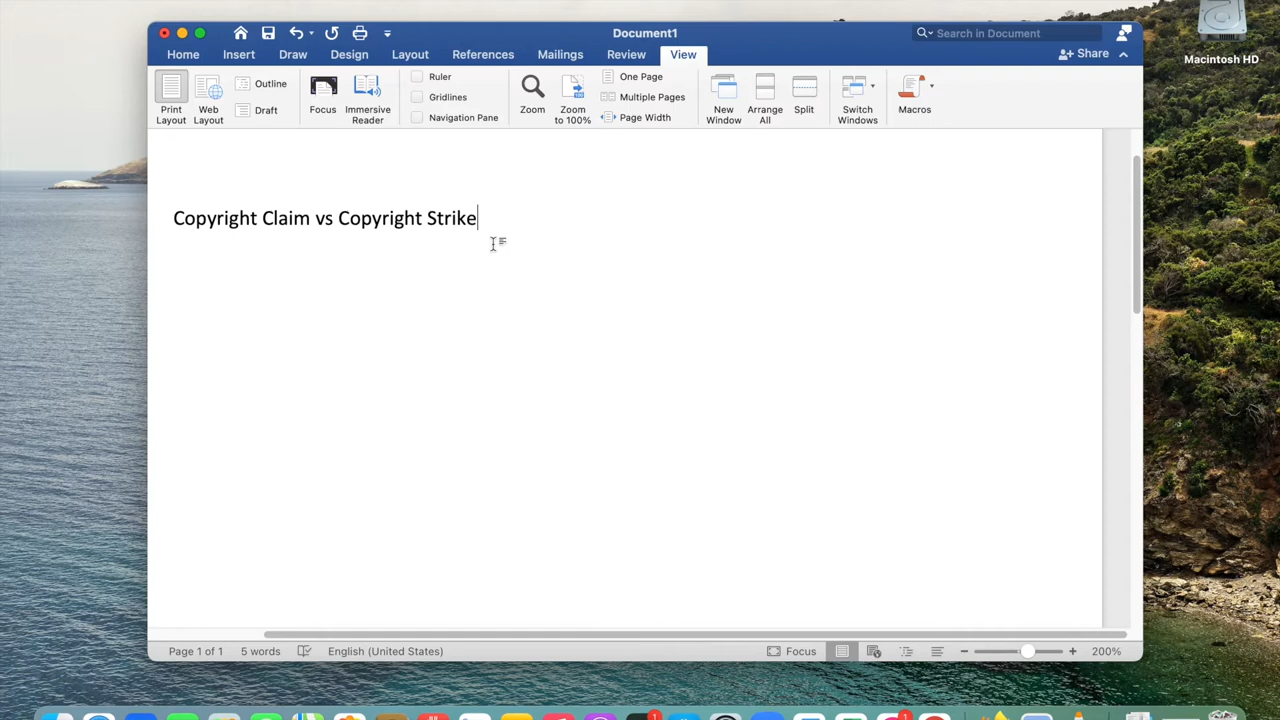 Document1
Search in Document
Macintosh HD
Home Insert Draw Design Layout References Mailings Review View
Share
Print Layout
Web Layout
Outline
Draft
Focus
Immersive Reader
Ruler
Gridlines
Navigation Pane
Zoom
Zoom to 100%
One Page
Multiple Pages
Page Width
New Window
Arrange All
Split
Switch Windows
Macros
Copyright Claim vs Copyright Strike
Page 1 of 1 5 words English (United States) Focus 200%
1
1